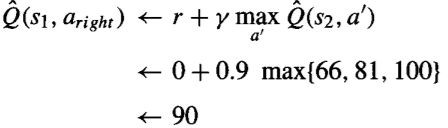 Q̂(s₁, a_right) ← r + γ max_a' Q̂(s₂, a′)
← 0 + 0.9 max{66, 81, 100}
← 90